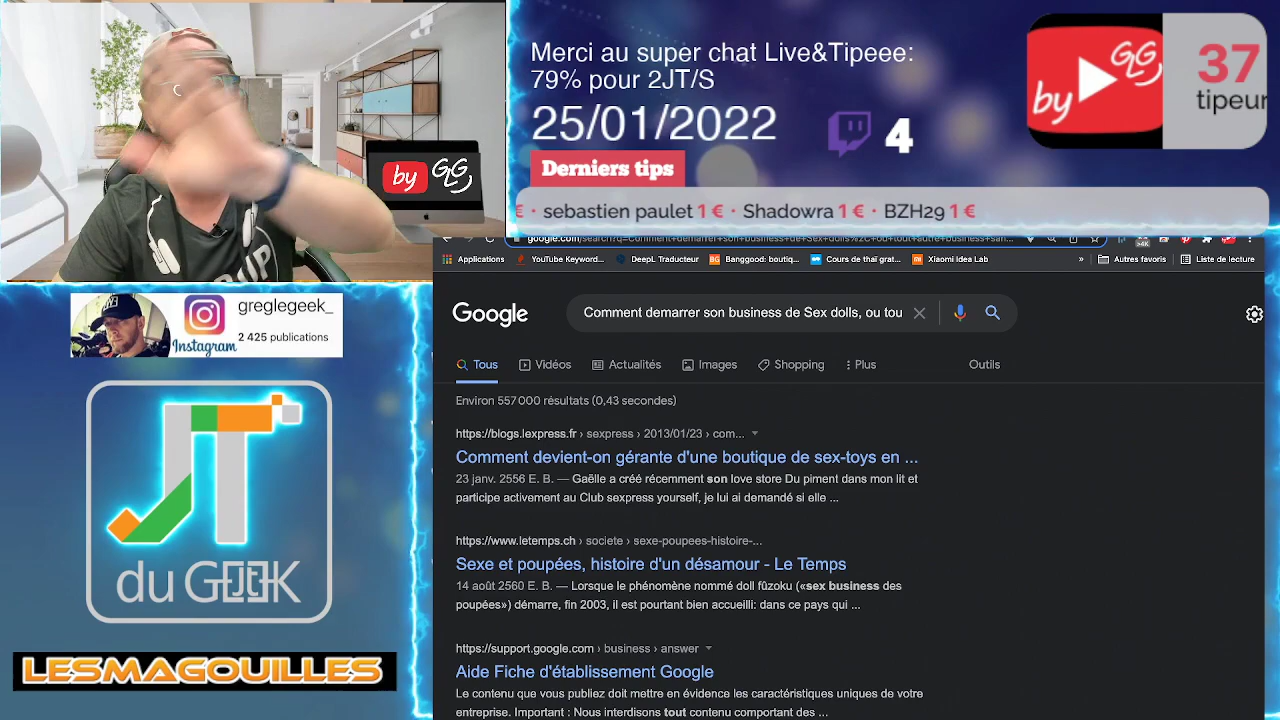 Merci au super chat Live&Tipeee:
79% pour 2JT/S
25/01/2022
4
Derniers tips
€ · sebastien paulet 1 € · Shadowra 1 € · BZH29 1 €
by GLG
37
tipeur
by GLG
greglegeek_
2 425 publications
Instagram
JT
du GEEK
LESMAGOUILLES
Applications
YouTube Keyword...
DeepL Traducteur
BG Banggood: boutiq...
Cours de thaï grat...
Xiaomi Idea Lab
»
Autres favoris
Liste de lecture
Google
Comment demarrer son business de Sex dolls, ou tou
Tous
Vidéos
Actualités
Images
Shopping
Plus
Outils
Environ 557 000 résultats (0,43 secondes)
https://blogs.lexpress.fr › sexpress › 2013/01/23 › com...
Comment devient-on gérante d'une boutique de sex-toys en ...
23 janv. 2556 E. B. — Gaëlle a créé récemment son love store Du piment dans mon lit et
participe activement au Club sexpress yourself, je lui ai demandé si elle ...
https://www.letemps.ch › societe › sexe-poupees-histoire-...
Sexe et poupées, histoire d'un désamour - Le Temps
14 août 2560 E. B. — Lorsque le phénomène nommé doll fûzoku («sex business des
poupées») démarre, fin 2003, il est pourtant bien accueilli: dans ce pays qui ...
https://support.google.com › business › answer
Aide Fiche d'établissement Google
Le contenu que vous publiez doit mettre en évidence les caractéristiques uniques de votre
entreprise. Important : Nous interdisons tout contenu comportant des ...